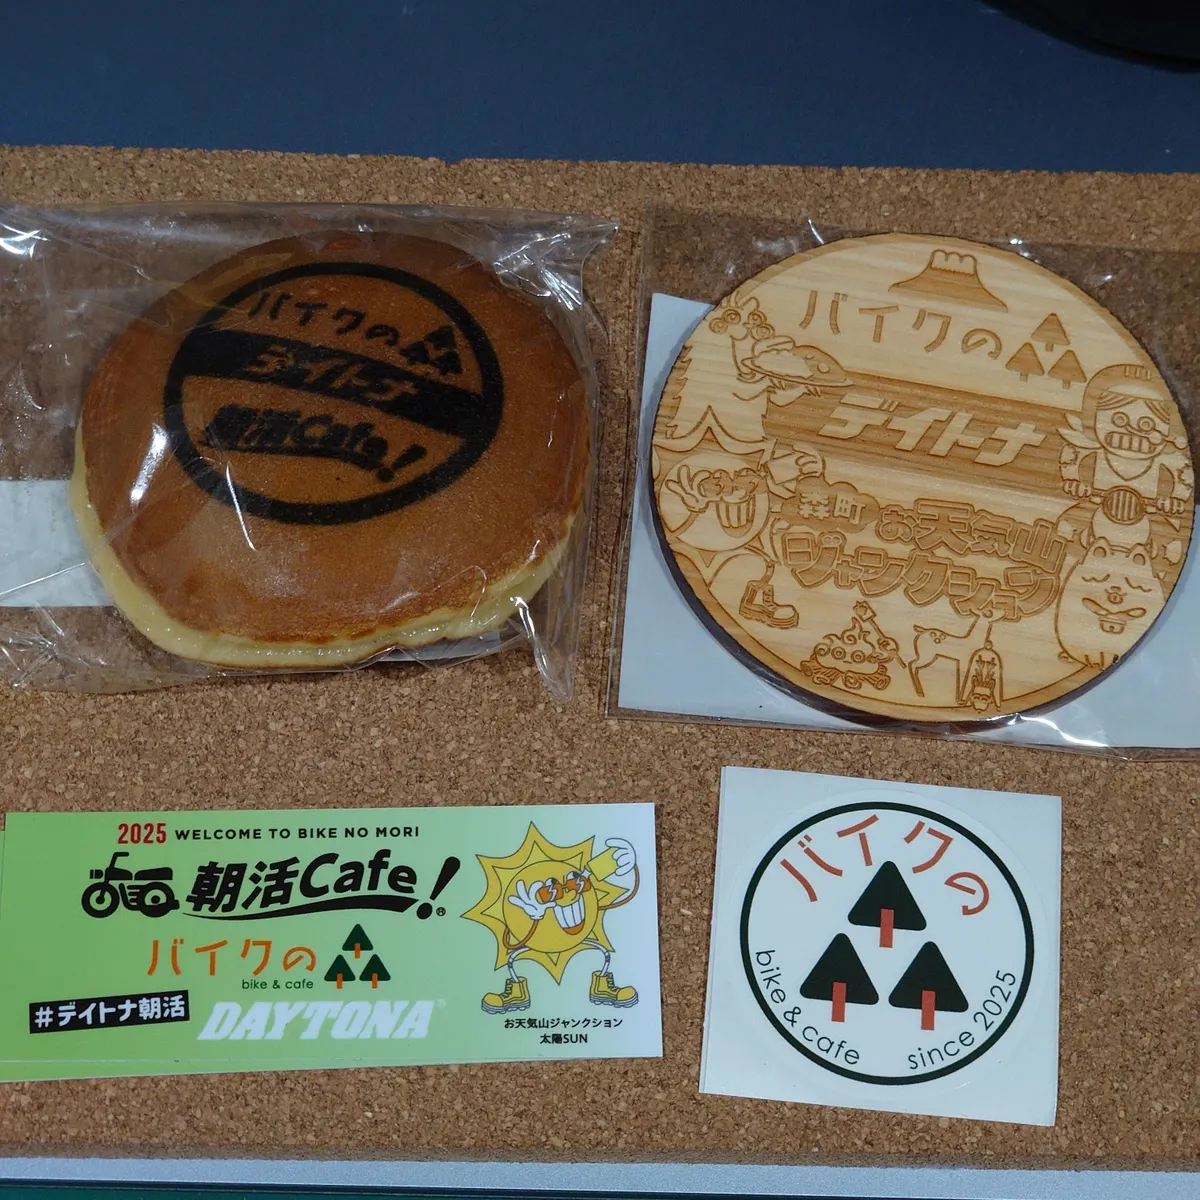 バイクの
デイトナ
朝活Cafe!
バイクの
デイトナ
森町 お天気山
ジャンクション
2025 WELCOME TO BIKE NO MORI
朝活Cafe!®
バイクの
bike & cafe
#デイトナ朝活
DAYTONA®
お天気山ジャンクション
太陽SUN
バイクの
bike & cafe
since 2025